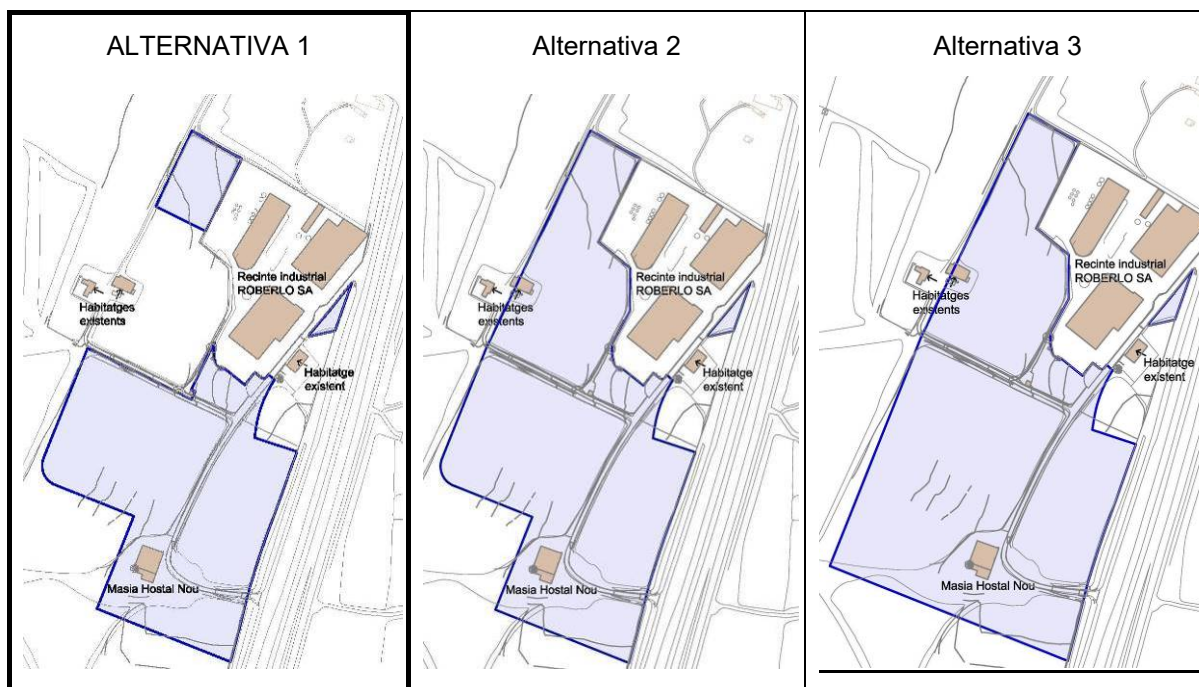 ALTERNATIVA 1
Recinte industrial
ROBERLO SA
Habitatges
existents
Habitatge
existent
Masia Hostal Nou
Alternativa 2
Recinte industrial
ROBERLO SA
Habitatges
existents
Habitatge
existent
Masia Hostal Nou
Alternativa 3
Recinte industrial
ROBERLO SA
Habitatges
existents
Habitatge
existent
Masia Hostal Nou